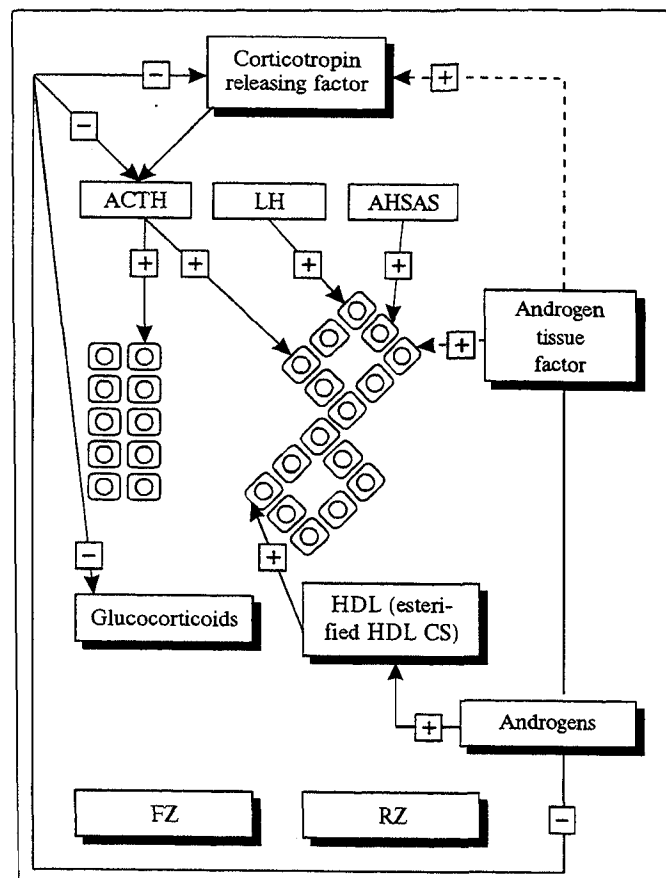 Corticotropin
releasing factor
−
+
−
ACTH
LH
AHSAS
+
+
+
+
Androgen
tissue
factor
+
+
−
Glucocorticoids
HDL (esteri-
fied HDL CS)
+
Androgens
FZ
RZ
−